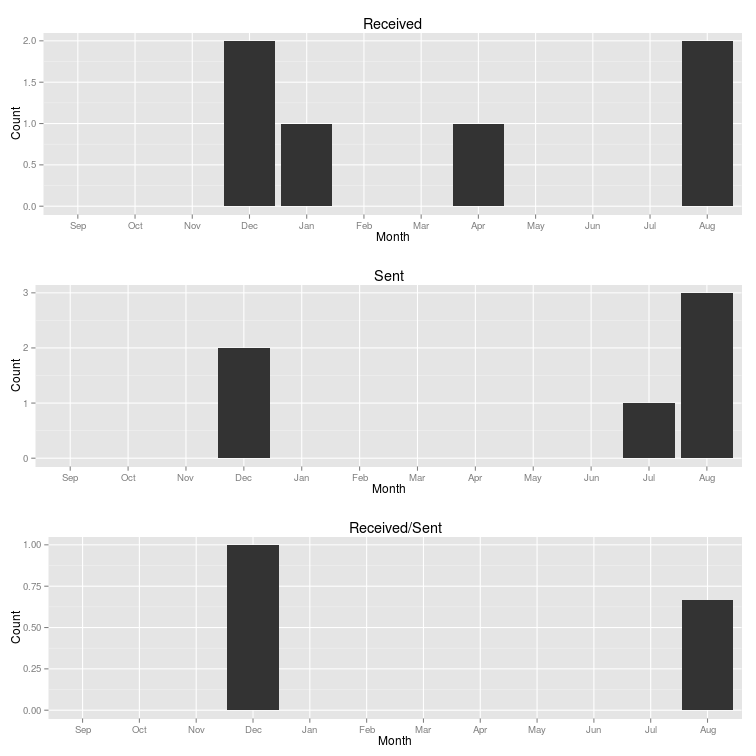 Received
2.0
1.5
1.0
0.5
0.0
Count
Sep Oct Nov Dec Jan Feb Mar Apr May Jun Jul Aug
Month
Sent
3
2
1
0
Count
Sep Oct Nov Dec Jan Feb Mar Apr May Jun Jul Aug
Month
Received/Sent
1.00
0.75
0.50
0.25
0.00
Count
Sep Oct Nov Dec Jan Feb Mar Apr May Jun Jul Aug
Month